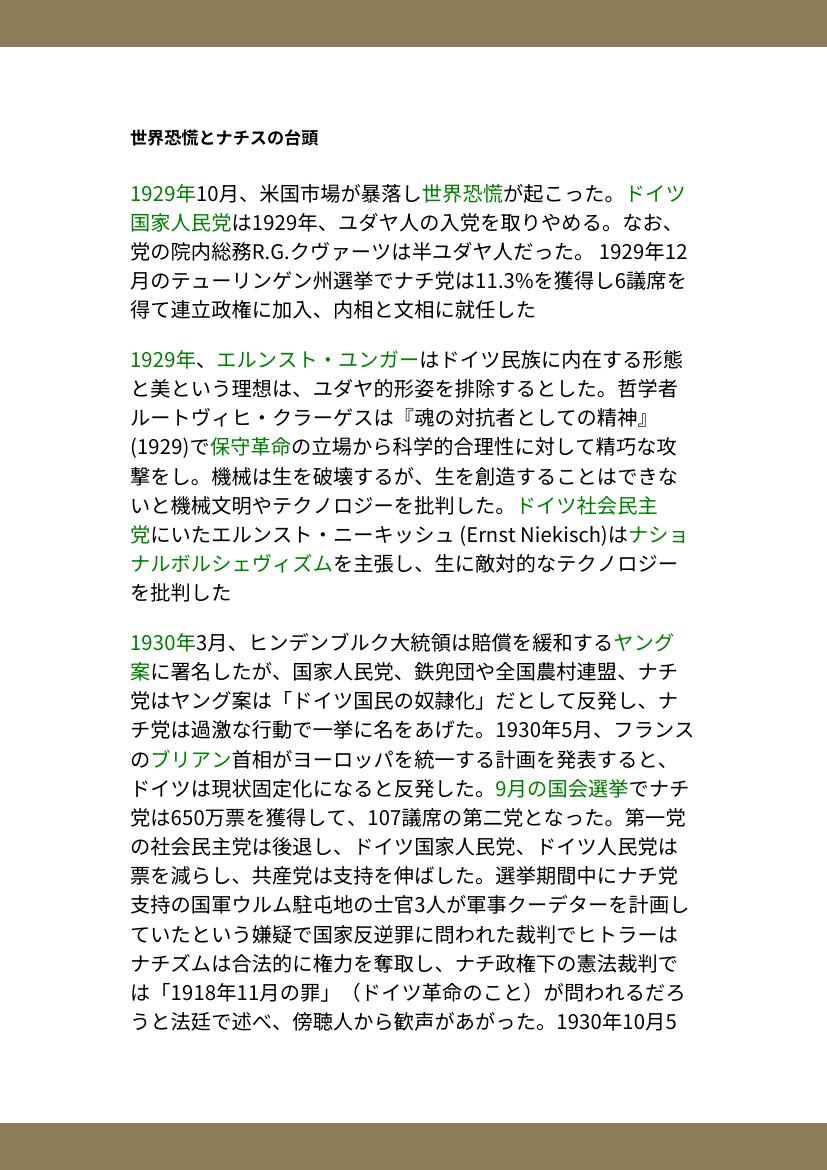 世界恐慌とナチスの台頭
1929年10月、米国市場が暴落し世界恐慌が起こった。ドイツ
国家人民党は1929年、ユダヤ人の入党を取りやめる。なお、
党の院内総務R.G.クヴァーツは半ユダヤ人だった。 1929年12
月のテューリンゲン州選挙でナチ党は11.3%を獲得し6議席を
得て連立政権に加入、内相と文相に就任した
1929年、エルンスト・ユンガーはドイツ民族に内在する形態
と美という理想は、ユダヤ的形姿を排除するとした。哲学者
ルートヴィヒ・クラーゲスは『魂の対抗者としての精神』
(1929)で保守革命の立場から科学的合理性に対して精巧な攻
撃をし。機械は生を破壊するが、生を創造することはできな
いと機械文明やテクノロジーを批判した。ドイツ社会民主
党にいたエルンスト・ニーキッシュ (Ernst Niekisch)はナショ
ナルボルシェヴィズムを主張し、生に敵対的なテクノロジー
を批判した
1930年3月、ヒンデンブルク大統領は賠償を緩和するヤング
案に署名したが、国家人民党、鉄兜団や全国農村連盟、ナチ
党はヤング案は「ドイツ国民の奴隷化」だとして反発し、ナ
チ党は過激な行動で一挙に名をあげた。1930年5月、フランス
のブリアン首相がヨーロッパを統一する計画を発表すると、
ドイツは現状固定化になると反発した。9月の国会選挙でナチ
党は650万票を獲得して、107議席の第二党となった。第一党
の社会民主党は後退し、ドイツ国家人民党、ドイツ人民党は
票を減らし、共産党は支持を伸ばした。選挙期間中にナチ党
支持の国軍ウルム駐屯地の士官3人が軍事クーデターを計画し
ていたという嫌疑で国家反逆罪に問われた裁判でヒトラーは
ナチズムは合法的に権力を奪取し、ナチ政権下の憲法裁判で
は「1918年11月の罪」（ドイツ革命のこと）が問われるだろ
うと法廷で述べ、傍聴人から歓声があがった。1930年10月5